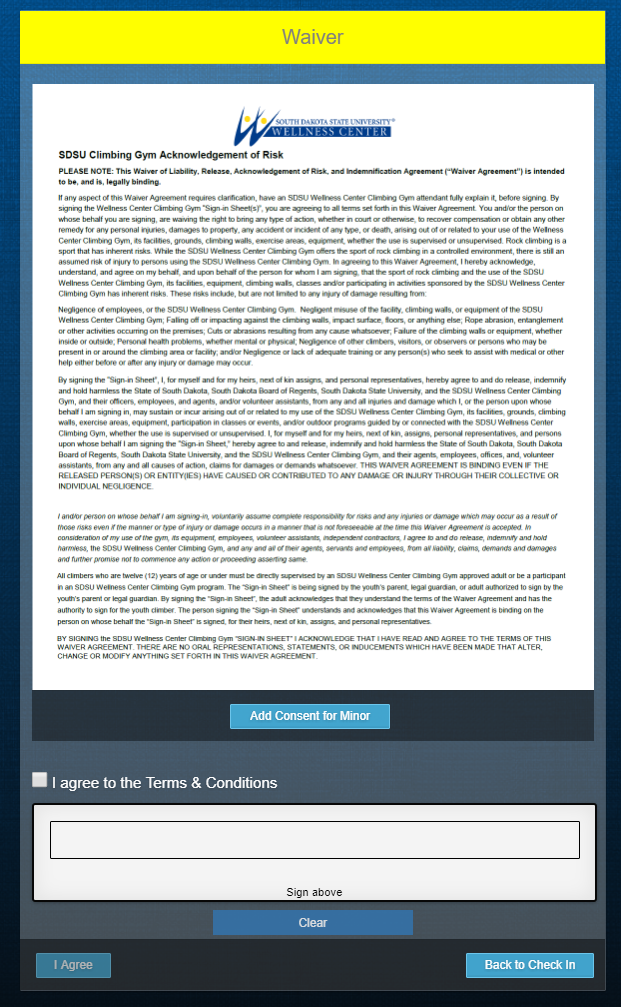 Waiver
SOUTH DAKOTA STATE UNIVERSITY®
WELLNESS CENTER
SDSU Climbing Gym Acknowledgement of Risk
PLEASE NOTE: This Waiver of Liability, Release, Acknowledgement of Risk, and Indemnification Agreement ("Waiver Agreement") is intended
to be, and is, legally binding.
If any aspect of this Waiver Agreement requires clarification, have an SDSU Wellness Center Climbing Gym attendant fully explain it, before signing. By
signing the Wellness Center Climbing Gym "Sign-in Sheet(s)", you are agreeing to all terms set forth in this Waiver Agreement. You and/or the person on
whose behalf you are signing, are waiving the right to bring any type of action, whether in court or otherwise, to recover compensation or obtain any other
remedy for any personal injuries, damages to property, any accident or incident of any type, or death, arising out of or related to your use of the Wellness
Center Climbing Gym, its facilities, grounds, climbing walls, exercise areas, equipment, whether the use is supervised or unsupervised. Rock climbing is a
sport that has inherent risks. While the SDSU Wellness Center Climbing Gym offers the sport of rock climbing in a controlled environment, there is still an
assumed risk of injury to persons using the SDSU Wellness Center Climbing Gym. In agreeing to this Waiver Agreement, I hereby acknowledge,
understand, and agree on my behalf, and upon behalf of the person for whom I am signing, that the sport of rock climbing and the use of the SDSU
Wellness Center Climbing Gym, its facilities, equipment, climbing walls, classes and/or participating in activities sponsored by the SDSU Wellness Center
Climbing Gym has inherent risks. These risks include, but are not limited to any injury of damage resulting from:
Negligence of employees, or the SDSU Wellness Center Climbing Gym. Negligent misuse of the facility, climbing walls, or equipment of the SDSU
Wellness Center Climbing Gym; Falling off or impacting against the climbing walls, impact surface, floors, or anything else; Rope abrasion, entanglement
or other activities occurring on the premises; Cuts or abrasions resulting from any cause whatsoever; Failure of the climbing walls or equipment, whether
inside or outside; Personal health problems, whether mental or physical; Negligence of other climbers, visitors, or observers or persons who may be
present in or around the climbing area or facility; and/or Negligence or lack of adequate training or any person(s) who seek to assist with medical or other
help either before or after any injury or damage may occur.
By signing the "Sign-in Sheet", I, for myself and for my heirs, next of kin assigns, and personal representatives, hereby agree to and do release, indemnify
and hold harmless the State of South Dakota, South Dakota Board of Regents, South Dakota State University, and the SDSU Wellness Center Climbing
Gym, and their officers, employees, and agents, and/or volunteer assistants, from any and all injuries and damage which I, or the person upon whose
behalf I am signing in, may sustain or incur arising out of or related to my use of the SDSU Wellness Center Climbing Gym, its facilities, grounds, climbing
walls, exercise areas, equipment, participation in classes or events, and/or outdoor programs guided by or connected with the SDSU Wellness Center
Climbing Gym, whether the use is supervised or unsupervised. I, for myself and for my heirs, next of kin, assigns, personal representatives, and persons
upon whose behalf I am signing the "Sign-in Sheet," hereby agree to and release, indemnify and hold harmless the State of South Dakota, South Dakota
Board of Regents, South Dakota State University, and the SDSU Wellness Center Climbing Gym, and their agents, employees, offices, and, volunteer
assistants, from any and all causes of action, claims for damages or demands whatsoever. THIS WAIVER AGREEMENT IS BINDING EVEN IF THE
RELEASED PERSON(S) OR ENTITY(IES) HAVE CAUSED OR CONTRIBUTED TO ANY DAMAGE OR INJURY THROUGH THEIR COLLECTIVE OR
INDIVIDUAL NEGLIGENCE.
I and/or person on whose behalf I am signing-in, voluntarily assume complete responsibility for risks and any injuries or damage which may occur as a result of
those risks even if the manner or type of injury or damage occurs in a manner that is not foreseeable at the time this Waiver Agreement is accepted. In
consideration of my use of the gym, its equipment, employees, volunteer assistants, independent contractors, I agree to and do release, indemnify and hold
harmless, the SDSU Wellness Center Climbing Gym, and any and all of their agents, servants and employees, from all liability, claims, demands and damages
and further promise not to commence any action or proceeding asserting same.
All climbers who are twelve (12) years of age or under must be directly supervised by an SDSU Wellness Center Climbing Gym approved adult or be a participant
in an SDSU Wellness Center Climbing Gym program. The "Sign-in Sheet" is being signed by the youth's parent, legal guardian, or adult authorized to sign by the
youth's parent or legal guardian. By signing the "Sign-in Sheet", the adult acknowledges that they understand the terms of the Waiver Agreement and has the
authority to sign for the youth climber. The person signing the "Sign-in Sheet" understands and acknowledges that this Waiver Agreement is binding on the
person on whose behalf the "Sign-in Sheet" is signed, for their heirs, next of kin, assigns, and personal representatives.
BY SIGNING the SDSU Wellness Center Climbing Gym "SIGN-IN SHEET" I ACKNOWLEDGE THAT I HAVE READ AND AGREE TO THE TERMS OF THIS
WAIVER AGREEMENT. THERE ARE NO ORAL REPRESENTATIONS, STATEMENTS, OR INDUCEMENTS WHICH HAVE BEEN MADE THAT ALTER,
CHANGE OR MODIFY ANYTHING SET FORTH IN THIS WAIVER AGREEMENT.
Add Consent for Minor
I agree to the Terms & Conditions
Sign above
Clear
I Agree
Back to Check In